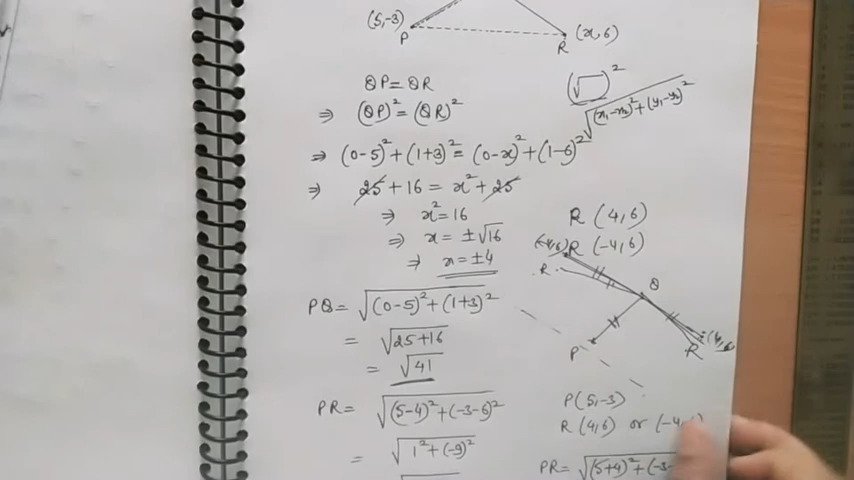 (5,-3)
P
R
(x,6)
QP = QR
⇒ (QP)² = (QR)²
(√ )²
√(x₁-x₂)²+(y₁-y₂)²
⇒ (0-5)²+(1+3)² = (0-x)²+(1-6)²
⇒ 25+16 = x²+25
⇒ x²=16
⇒ x = ±√16
⇒ x = ±4
R (4,6)
R (-4,6)
(-4,6)
R
Q
P
R
PQ = √(0-5)²+(1+3)²
= √25+16
= √41
PR = √(5-4)²+(-3-6)²
= √1²+(-9)²
P(5,-3)
R (4,6) or (-4,
PR = √(5+4)²+(-3-